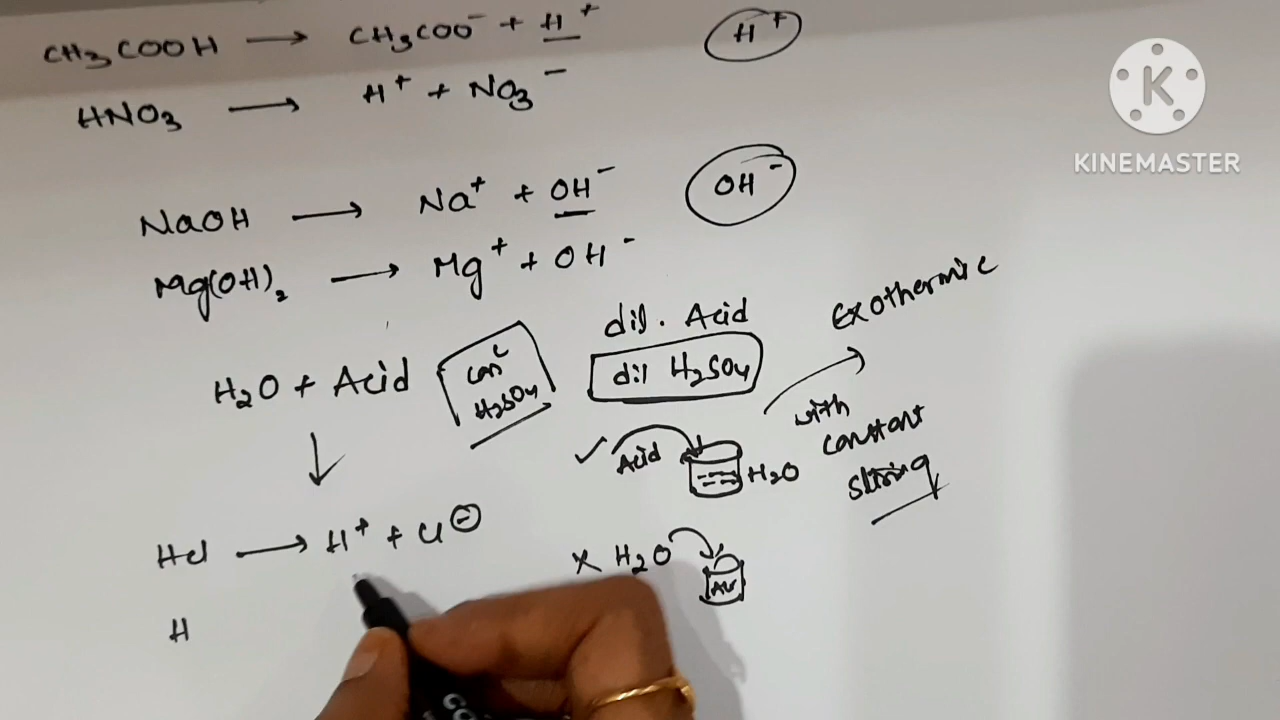 CH₃COOH → CH₃COO⁻ + H⁺ H⁺
HNO₃ → H⁺ + NO₃⁻
K
KINEMASTER
NaOH → Na⁺ + OH⁻ OH⁻
Mg(OH)₂ → Mg⁺ + OH⁻
Exothermic
dil. Acid
H₂O + Acid
con^c
H₂SO₄
dil H₂SO₄
with
constant
stiring
✓ Acid H₂O
HCl → H⁺ + Cl⊖
× H₂O
H